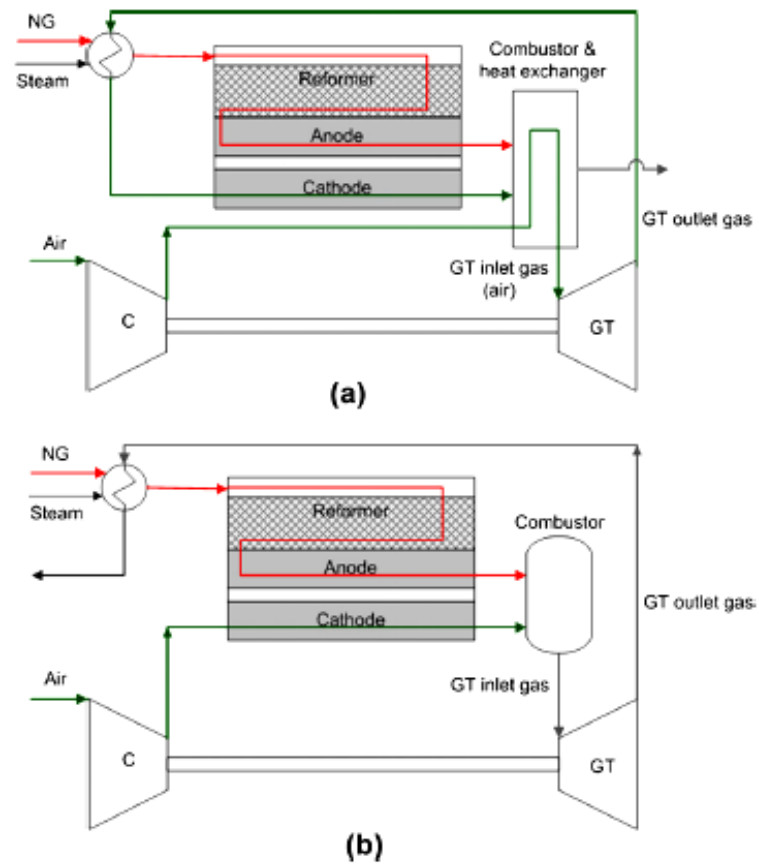 NG
Steam
Reformer
Anode
Cathode
Combustor &
heat exchanger
Air
GT inlet gas
(air)
GT outlet gas
C
GT
(a)
NG
Steam
Reformer
Anode
Cathode
Combustor
GT outlet gas
GT inlet gas
Air
C
GT
(b)